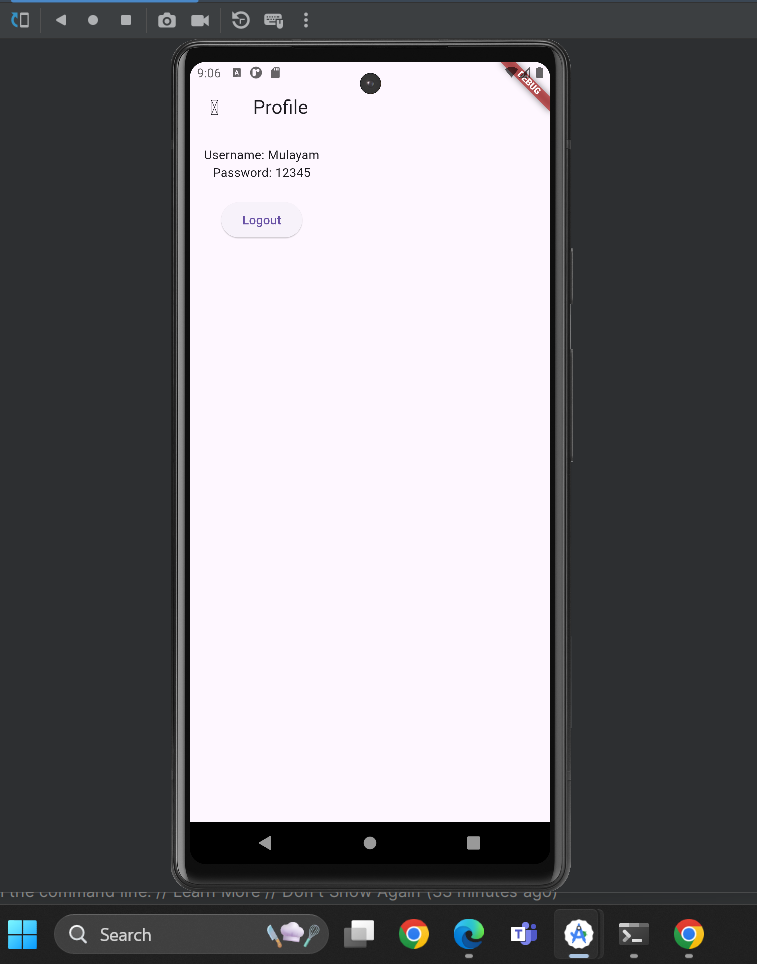 9:06
DEBUG
Profile
Username: Mulayam
Password: 12345
Logout
the command line. // Learn More // Don't Show Again (33 minutes ago)
Search